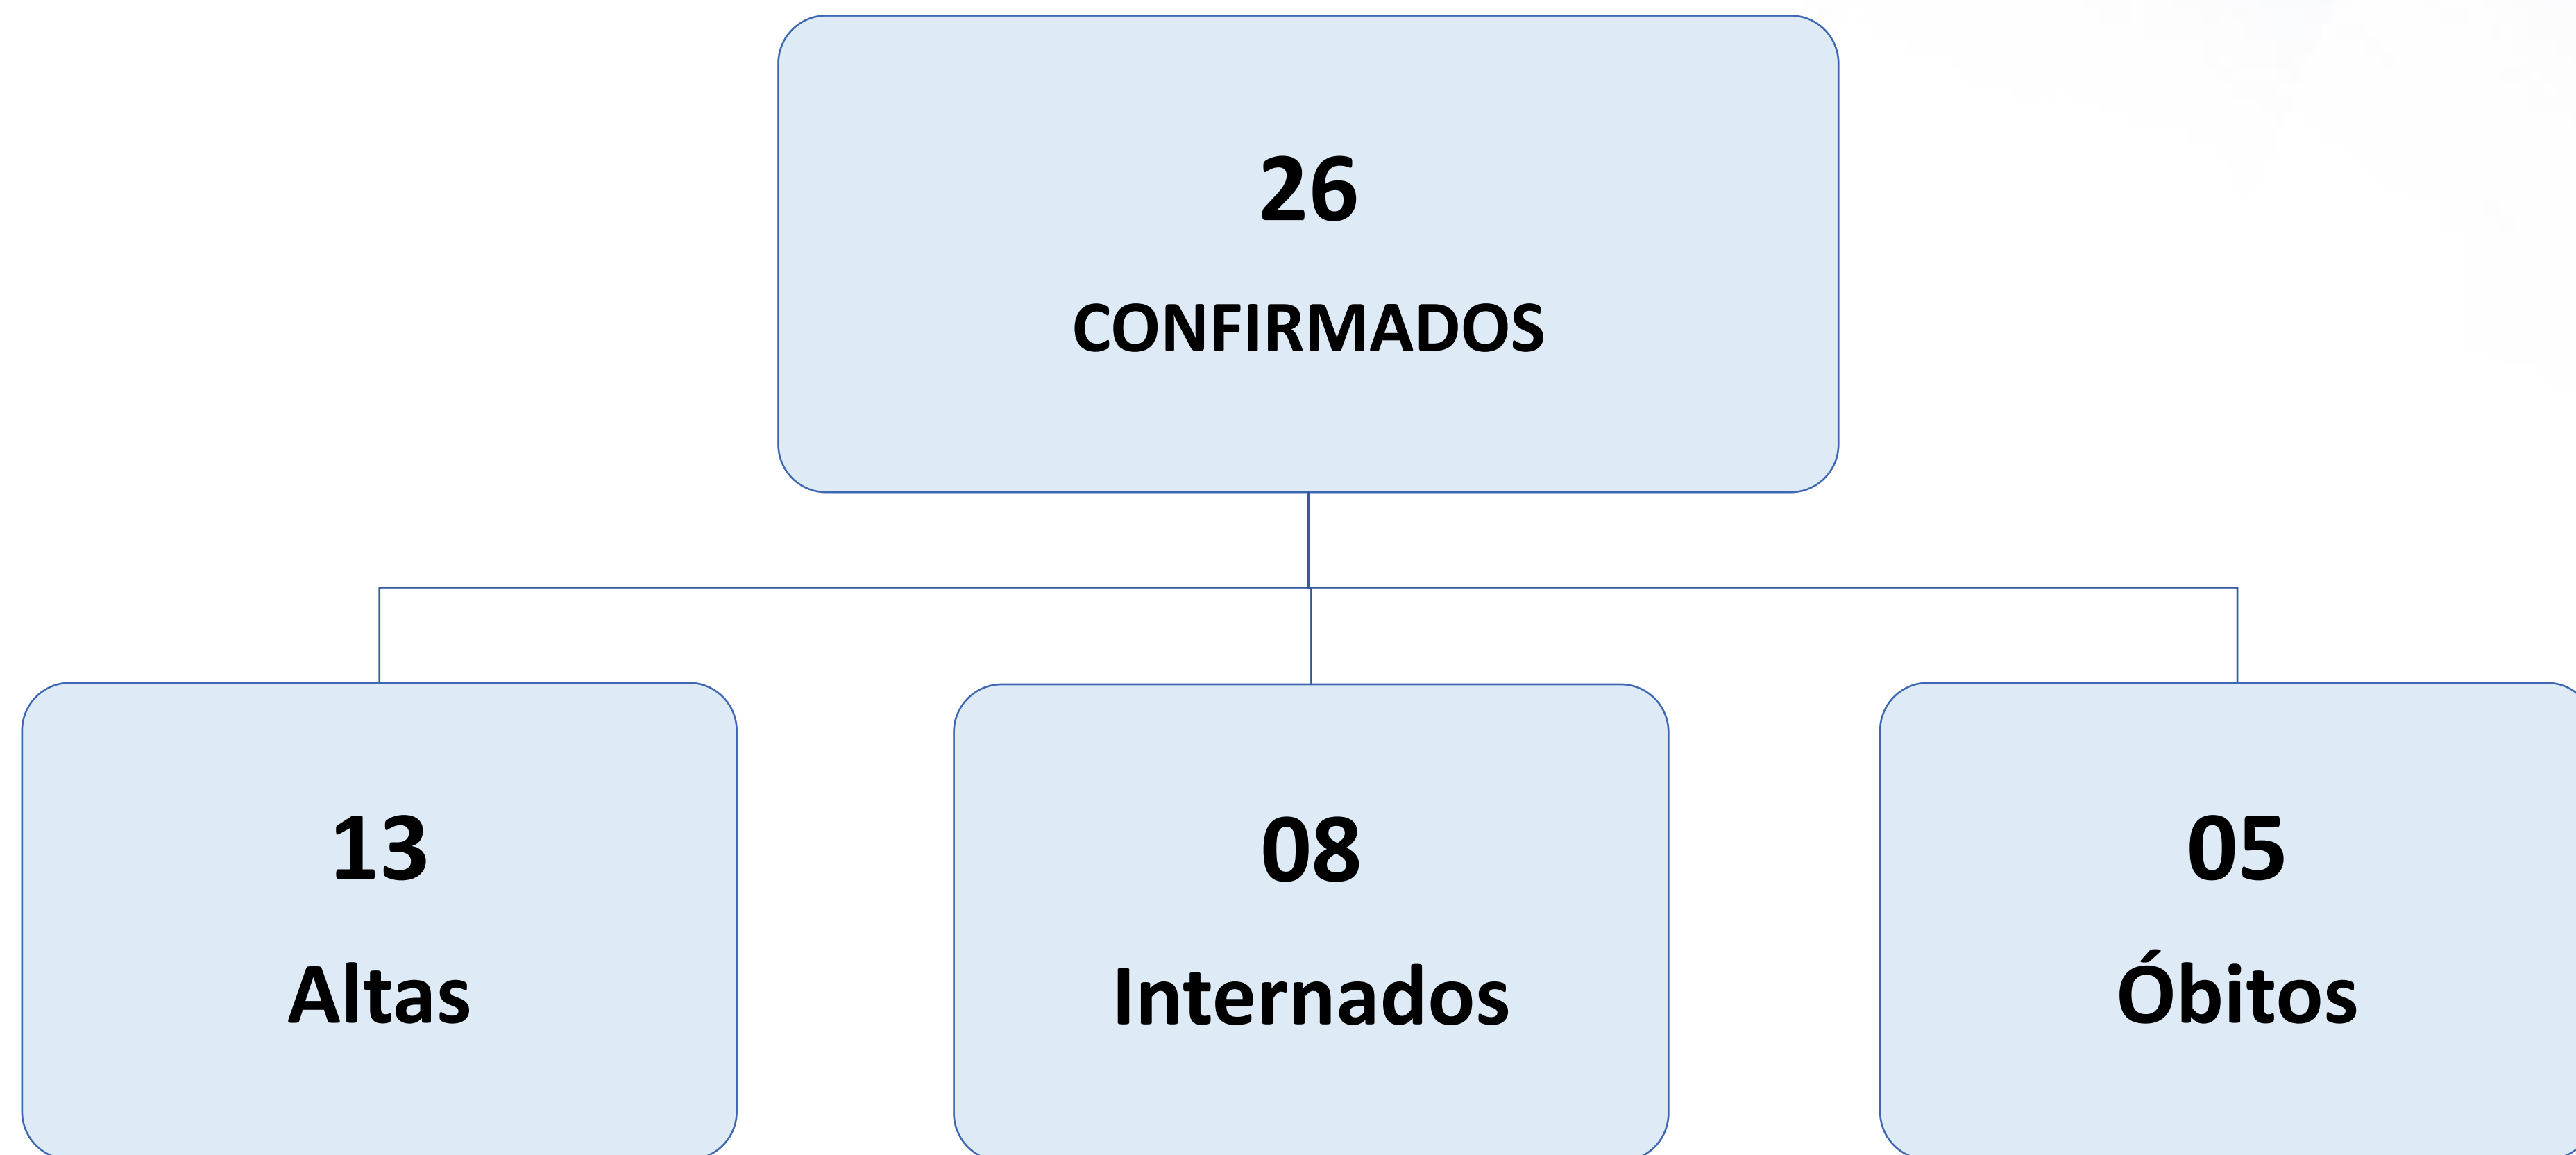 26
CONFIRMADOS
13
Altas
08
Internados
05
Óbitos